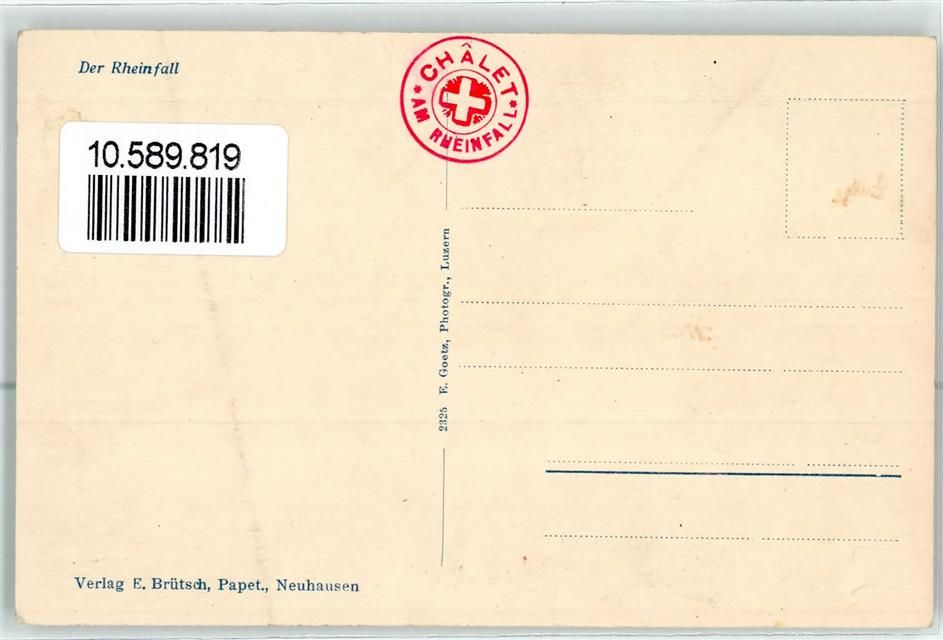 Der Rheinfall
CHÂLET
* AM RHEINFALL *
10.589.819
2325 E. Goetz, Photogr., Luzern
Verlag E. Brütsch, Papet., Neuhausen